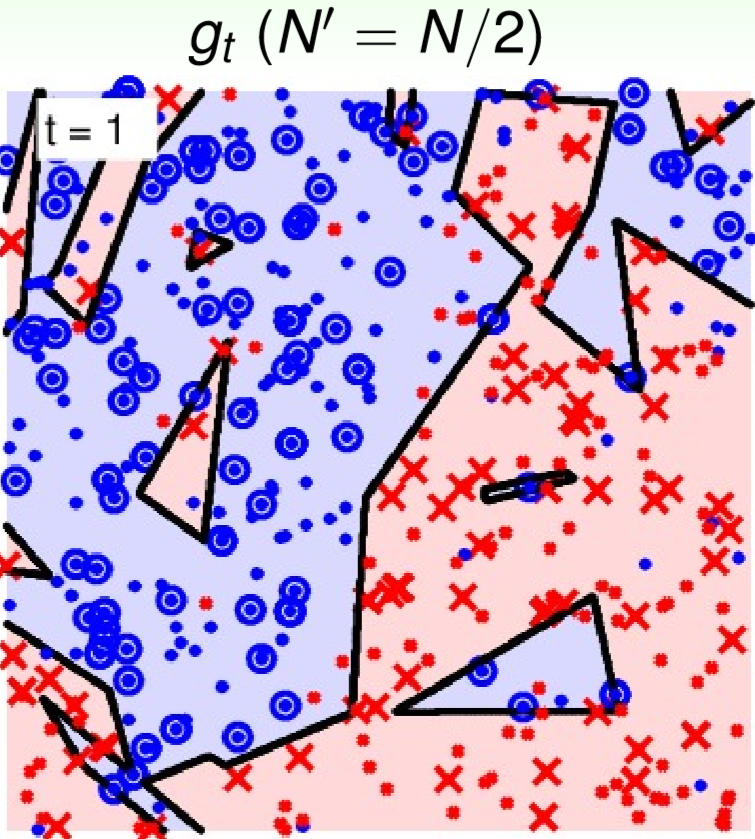 g_t (N′ = N/2)
t = 1